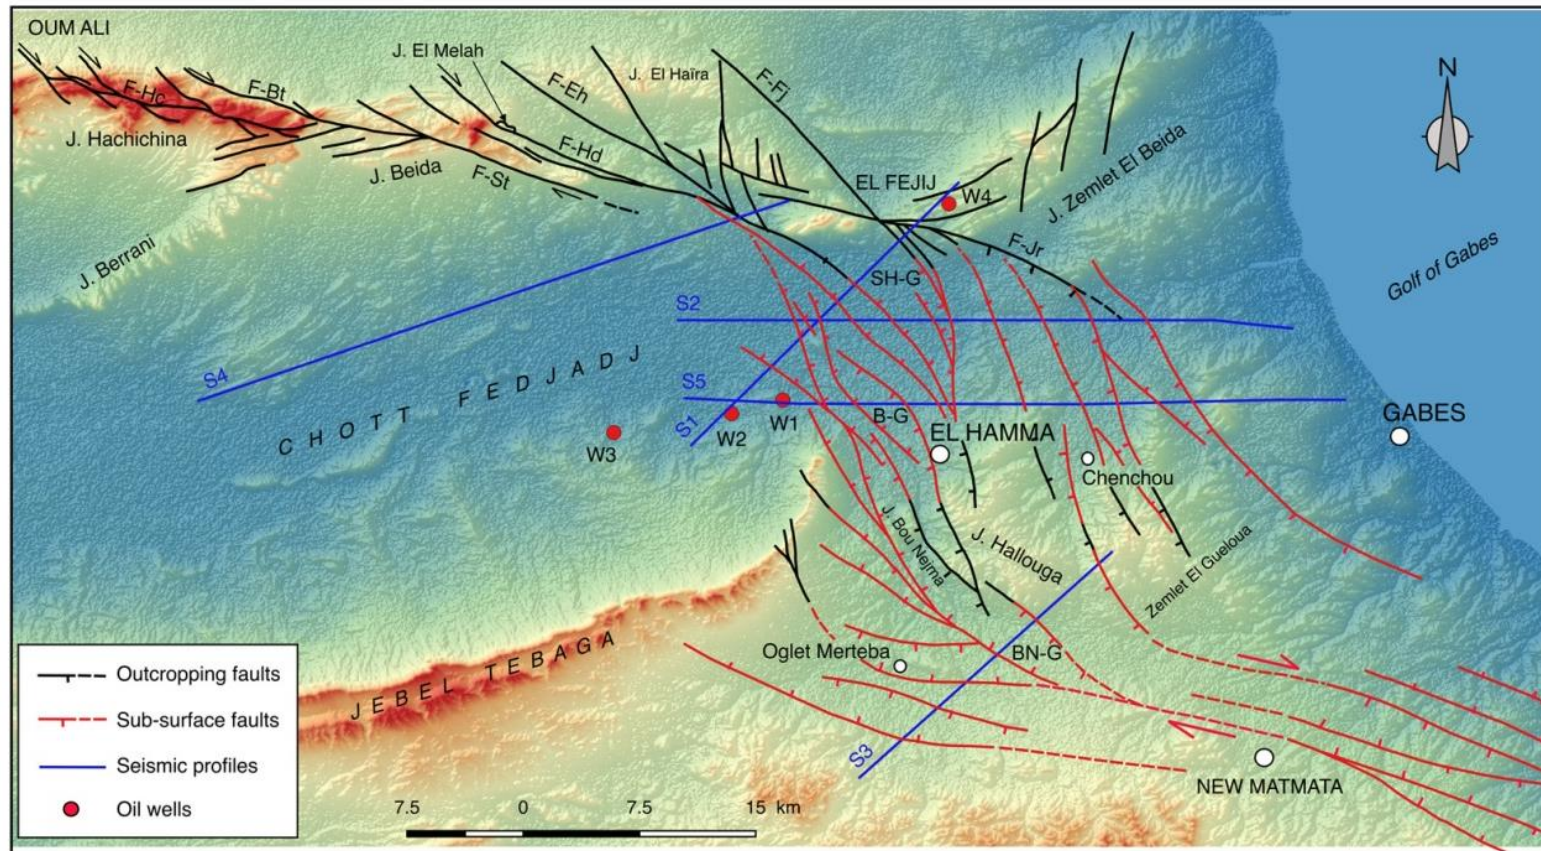 OUM ALI
J. El Melah
J. El Haïra
N
F-Hc
F-Bt
F-Eh
F-Fj
J. Hachichina
F-Hd
J. Beida
F-St
EL FEJIJ
W4
J. Zemlet El Beida
J. Berrani
F-Jr
SH-G
Golf of Gabes
S2
S4
CHOTT FEDJADJ
S5
S1
W1
W2
W3
B-G
EL HAMMA
GABES
Chenchou
J. Bou Nejma
J. Hallouga
Zemlet El Gueloua
Oglet Merteba
BN-G
JEBEL TEBAGA
S3
NEW MATMATA
Outcropping faults
Sub-surface faults
Seismic profiles
Oil wells
7.5 0 7.5 15 km